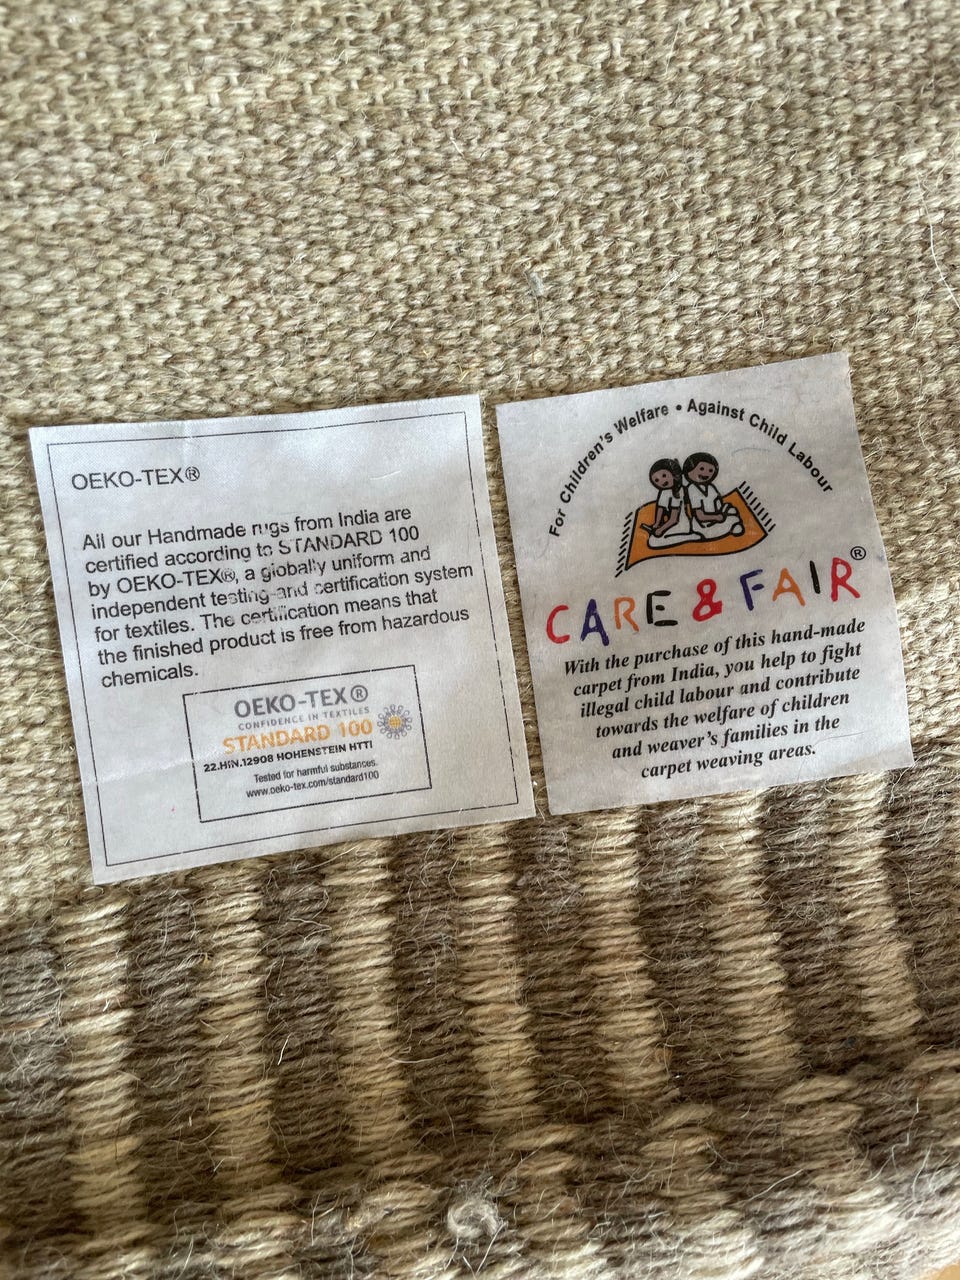 OEKO-TEX®
All our Handmade rugs from India are
certified according to STANDARD 100
by OEKO-TEX®, a globally uniform and
independent testing and certification system
for textiles. The certification means that
the finished product is free from hazardous
chemicals.
OEKO-TEX®
CONFIDENCE IN TEXTILES
STANDARD 100
22.HIN.12908 HOHENSTEIN HTTI
Tested for harmful substances.
www.oeko-tex.com/standard100
For Children's Welfare • Against Child Labour
CARE & FAIR®
With the purchase of this hand-made
carpet from India, you help to fight
illegal child labour and contribute
towards the welfare of children
and weaver's families in the
carpet weaving areas.